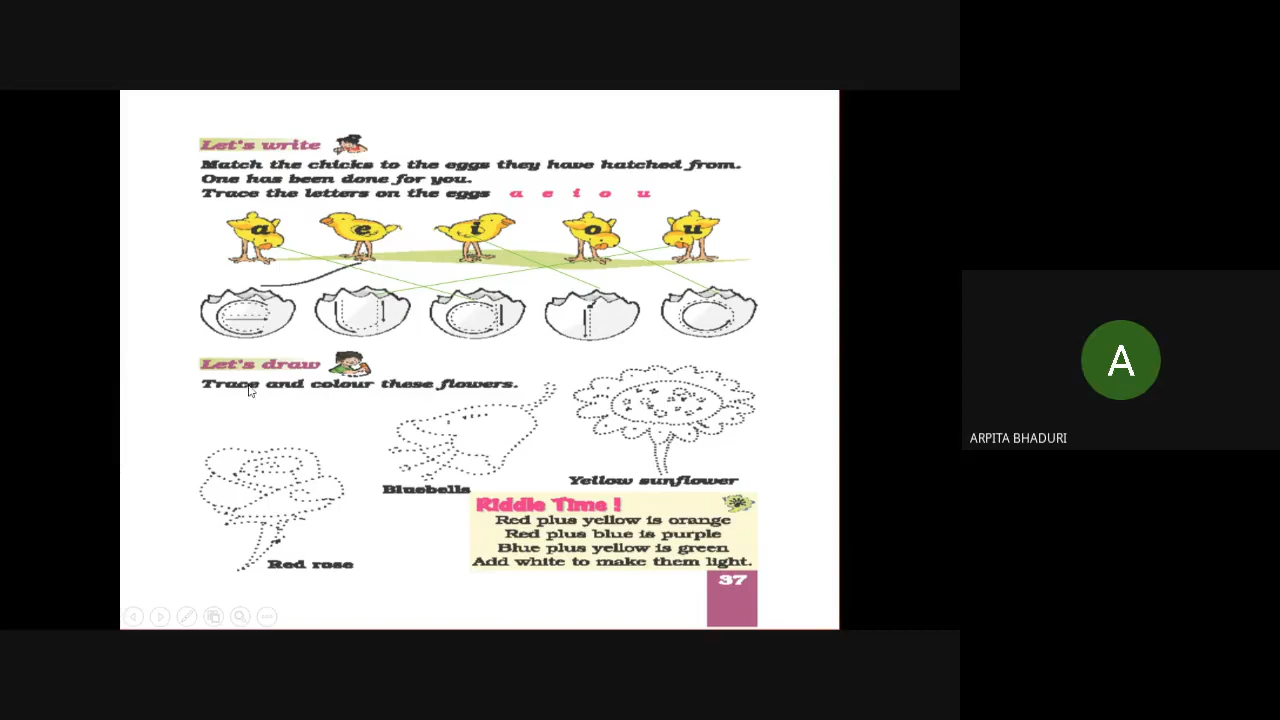 Let's write
Match the chicks to the eggs they have hatched from.
One has been done for you.
Trace the letters on the eggs a e i o u
a e i o u
e u a i o
Let's draw
Trace and colour these flowers.
Yellow sunflower
Bluebells
Red rose
Riddle Time !
Red plus yellow is orange
Red plus blue is purple
Blue plus yellow is green
Add white to make them light.
37
A
ARPITA BHADURI